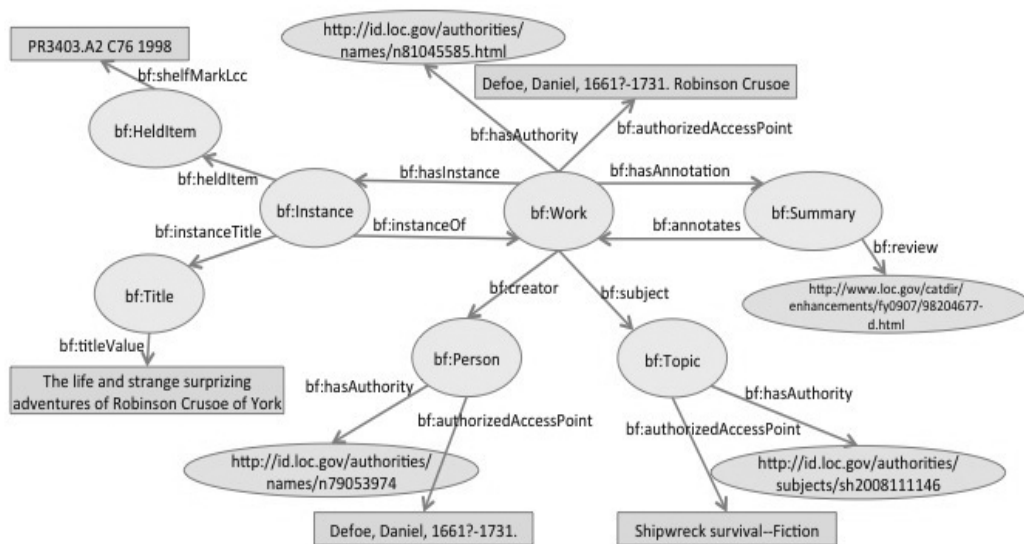 http://id.loc.gov/authorities/
names/n81045585.html
PR3403.A2 C76 1998
bf:shelfMarkLcc
Defoe, Daniel, 1661?-1731. Robinson Crusoe
bf:HeldItem
bf:hasAuthority
bf:authorizedAccessPoint
bf:heldItem
bf:hasInstance
bf:hasAnnotation
bf:Instance
bf:Work
bf:Summary
bf:instanceTitle
bf:instanceOf
bf:annotates
bf:review
bf:Title
bf:creator
bf:subject
http://www.loc.gov/catdir/
enhancements/fy0907/98204677-
d.html
bf:titleValue
bf:Person
bf:Topic
The life and strange surprizing
adventures of Robinson Crusoe of York
bf:hasAuthority
bf:hasAuthority
bf:authorizedAccessPoint
bf:authorizedAccessPoint
http://id.loc.gov/authorities/
names/n79053974
http://id.loc.gov/authorities/
subjects/sh2008111146
Defoe, Daniel, 1661?-1731.
Shipwreck survival--Fiction